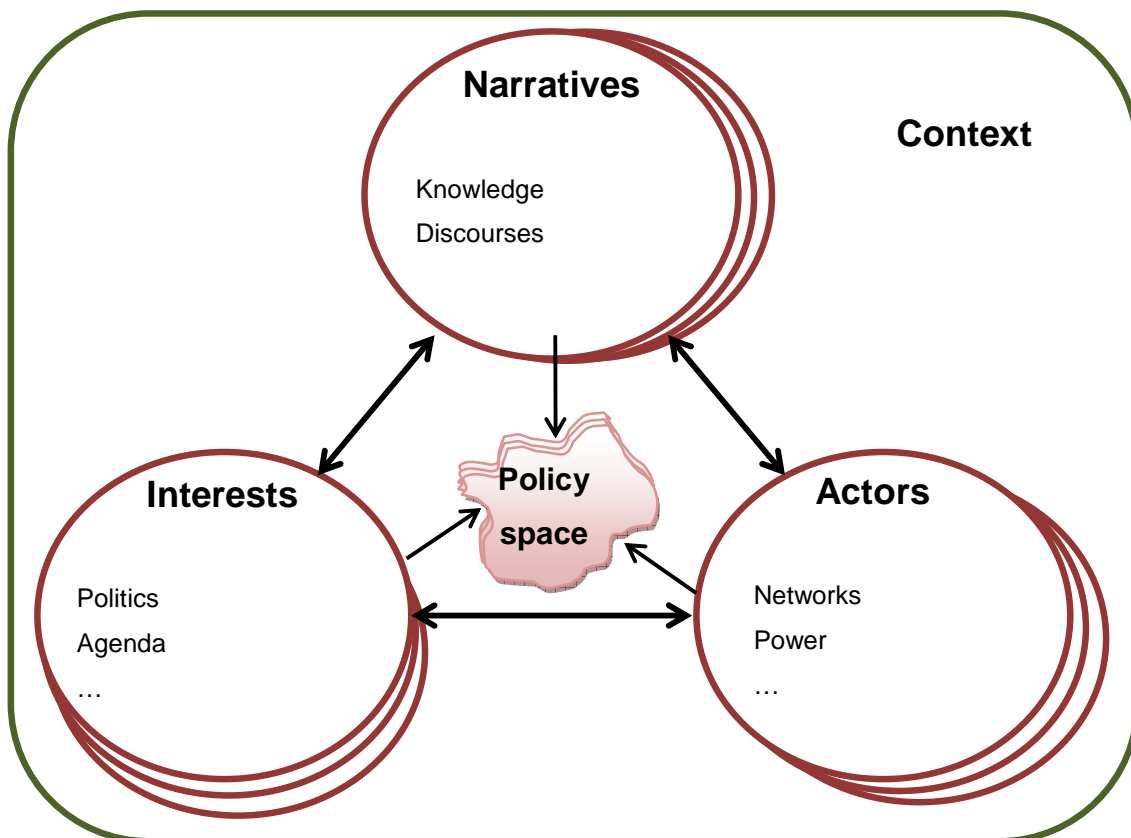 Narratives
Context
Knowledge
Discourses
Policy
space
Interests
Politics
Agenda
…
Actors
Networks
Power
…